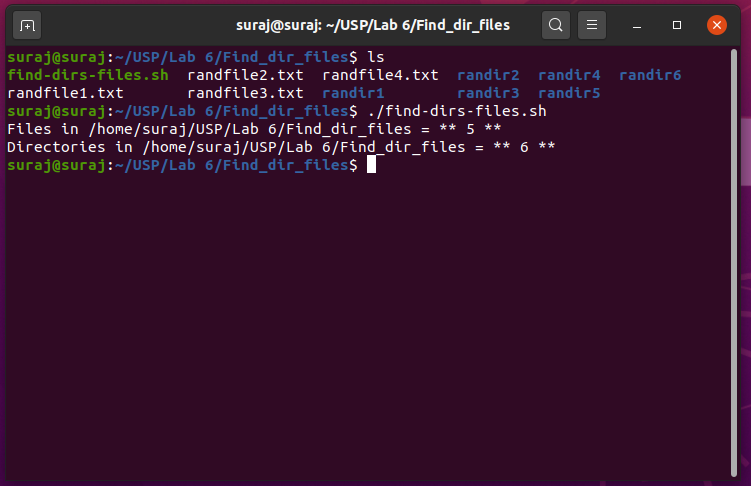 suraj@suraj: ~/USP/Lab 6/Find_dir_files
suraj@suraj:~/USP/Lab 6/Find_dir_files$ ls
find-dirs-files.sh  randfile2.txt  randfile4.txt  randir2  randir4  randir6
randfile1.txt       randfile3.txt  randir1        randir3  randir5
suraj@suraj:~/USP/Lab 6/Find_dir_files$ ./find-dirs-files.sh
Files in /home/suraj/USP/Lab 6/Find_dir_files = ** 5 **
Directories in /home/suraj/USP/Lab 6/Find_dir_files = ** 6 **
suraj@suraj:~/USP/Lab 6/Find_dir_files$